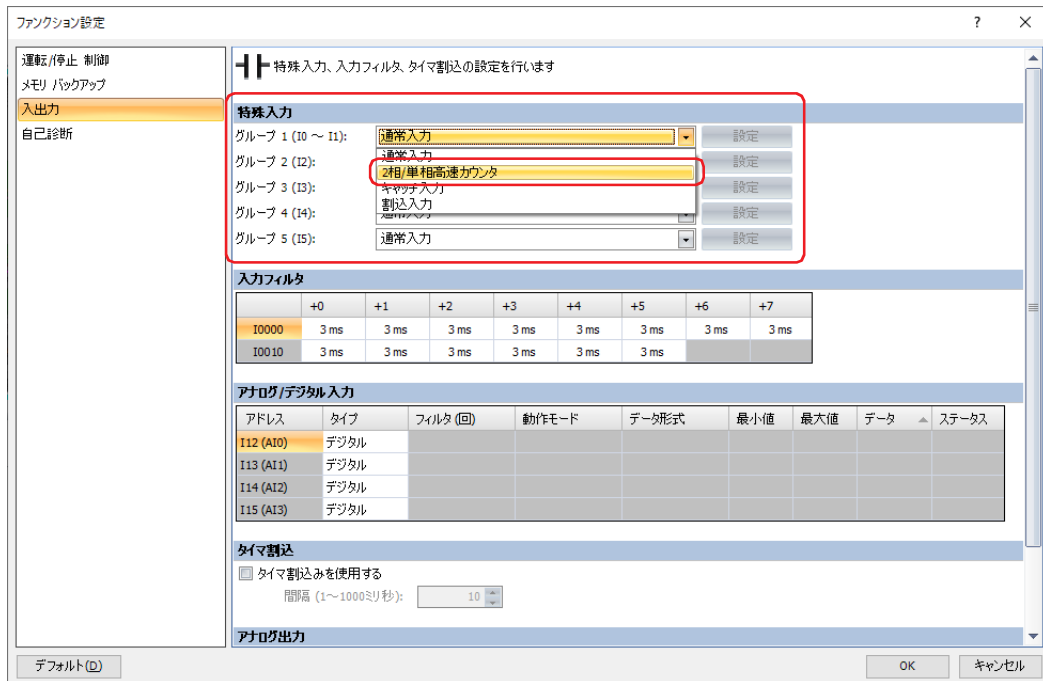 ファンクション設定
? ×
運転/停止 制御
メモリ バックアップ
入出力
自己診断
特殊入力、入力フィルタ、タイマ割込の設定を行います
特殊入力
グループ 1 (I0 ～ I1): 通常入力 設定
通常入力
グループ 2 (I2): 設定
2相/単相高速カウンタ
グループ 3 (I3): キャッチ入力 設定
割込入力
グループ 4 (I4): 通常入力 設定
グループ 5 (I5): 通常入力 設定
入力フィルタ
+0 +1 +2 +3 +4 +5 +6 +7
I0000 3 ms 3 ms 3 ms 3 ms 3 ms 3 ms 3 ms 3 ms
I0010 3 ms 3 ms 3 ms 3 ms 3 ms 3 ms
アナログ/デジタル入力
アドレス タイプ フィルタ (回) 動作モード データ形式 最小値 最大値 データ ステータス
I12 (AI0) デジタル
I13 (AI1) デジタル
I14 (AI2) デジタル
I15 (AI3) デジタル
タイマ割込
タイマ割込みを使用する
間隔 (1～1000ミリ秒): 10
アナログ出力
デフォルト(D) OK キャンセル